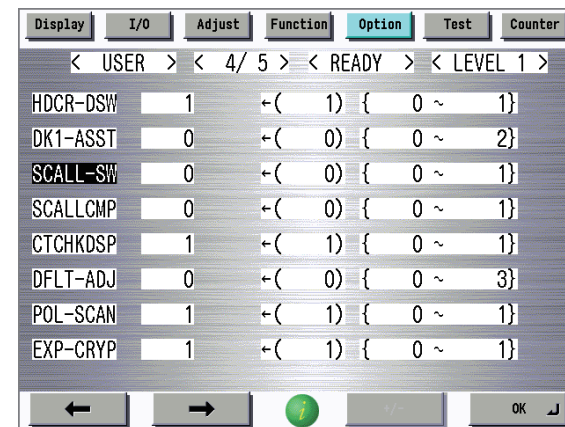 Display I/O Adjust Function Option Test Counter
< USER > < 4/ 5 > < READY > < LEVEL 1 >
HDCR-DSW 1 ←( 1) { 0 ~ 1}
DK1-ASST 0 ←( 0) { 0 ~ 2}
SCALL-SW 0 ←( 0) { 0 ~ 1}
SCALLCMP 0 ←( 0) { 0 ~ 1}
CTCHKDSP 1 ←( 1) { 0 ~ 1}
DFLT-ADJ 0 ←( 0) { 0 ~ 3}
POL-SCAN 1 ←( 1) { 0 ~ 1}
EXP-CRYP 1 ←( 1) { 0 ~ 1}
← → i +/- OK